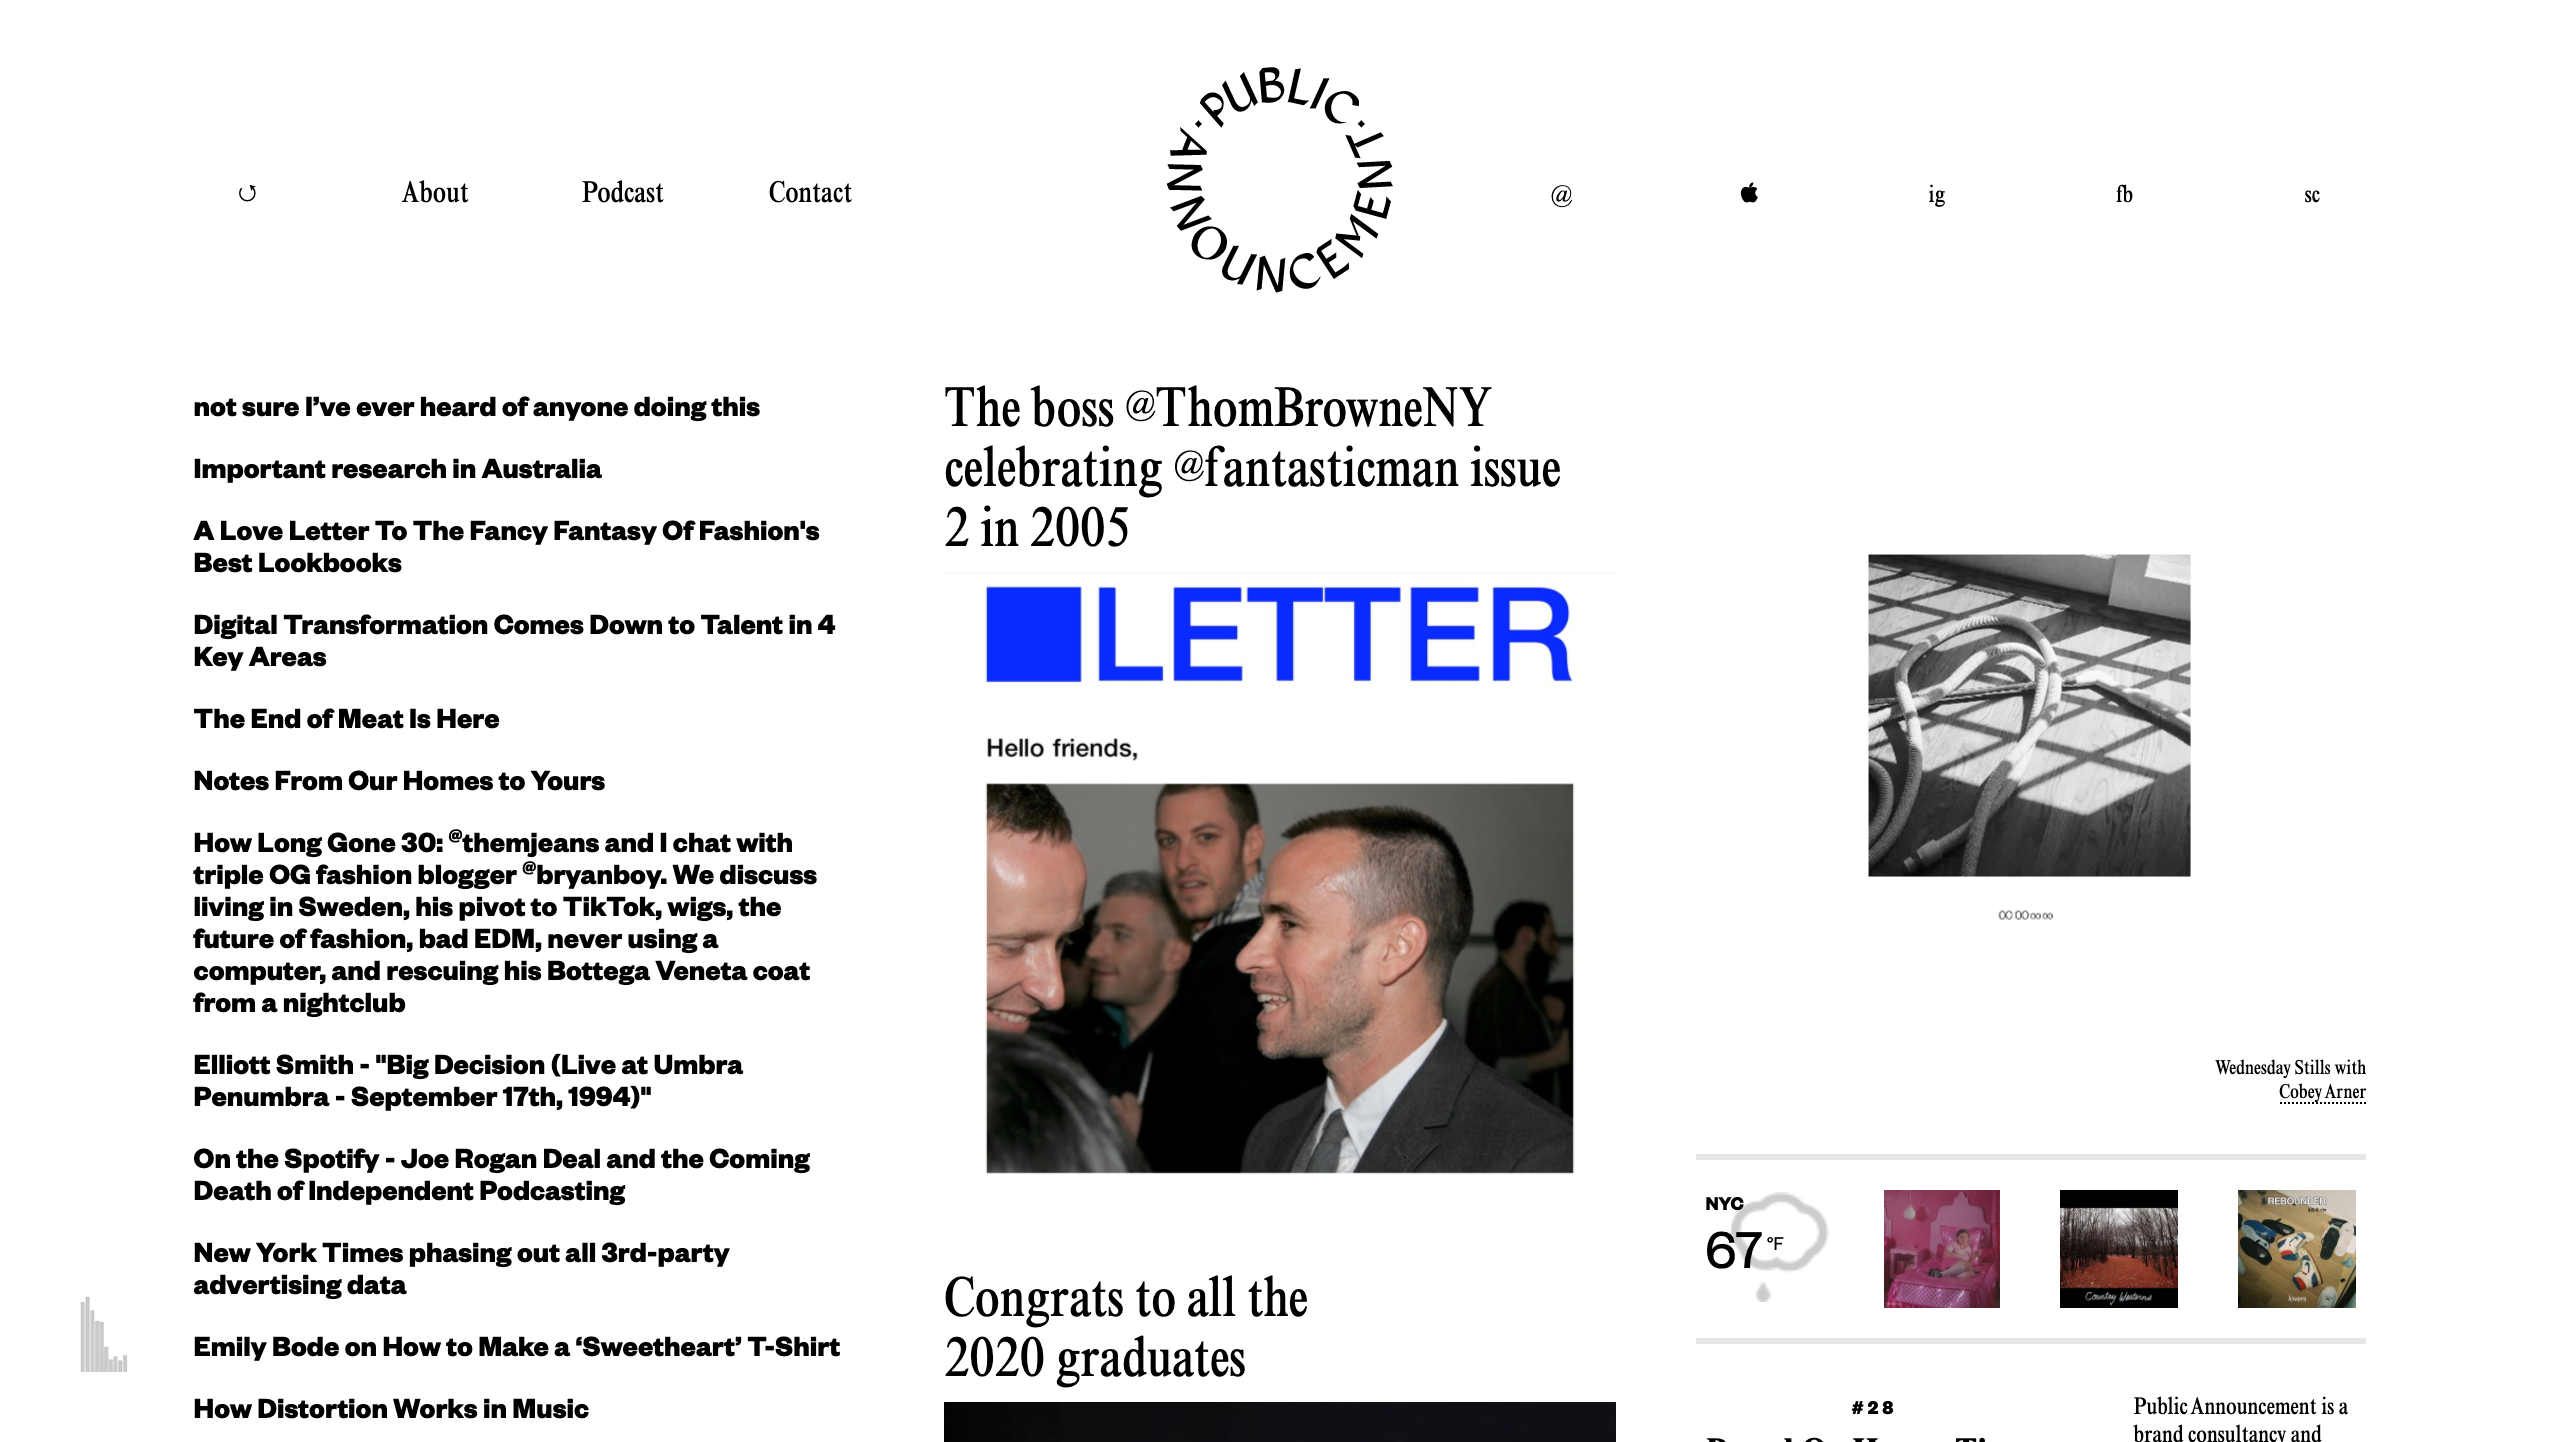 PUBLIC · ANNOUNCEMENT ·
About
Podcast
Contact
@
ig
fb
sc
not sure I’ve ever heard of anyone doing this
Important research in Australia
A Love Letter To The Fancy Fantasy Of Fashion's
Best Lookbooks
Digital Transformation Comes Down to Talent in 4
Key Areas
The End of Meat Is Here
Notes From Our Homes to Yours
How Long Gone 30: @themjeans and I chat with
triple OG fashion blogger @bryanboy. We discuss
living in Sweden, his pivot to TikTok, wigs, the
future of fashion, bad EDM, never using a
computer, and rescuing his Bottega Veneta coat
from a nightclub
Elliott Smith - "Big Decision (Live at Umbra
Penumbra - September 17th, 1994)"
On the Spotify - Joe Rogan Deal and the Coming
Death of Independent Podcasting
New York Times phasing out all 3rd-party
advertising data
Emily Bode on How to Make a ‘Sweetheart’ T-Shirt
How Distortion Works in Music
The boss @ThomBrowneNY
celebrating @fantasticman issue
2 in 2005
LETTER
Hello friends,
Congrats to all the
2020 graduates
Wednesday Stills with
Cobey Arner
NYC
67 °F
Country Westerns
REBOUNDER
lovers
#28
Public Announcement is a
brand consultancy and